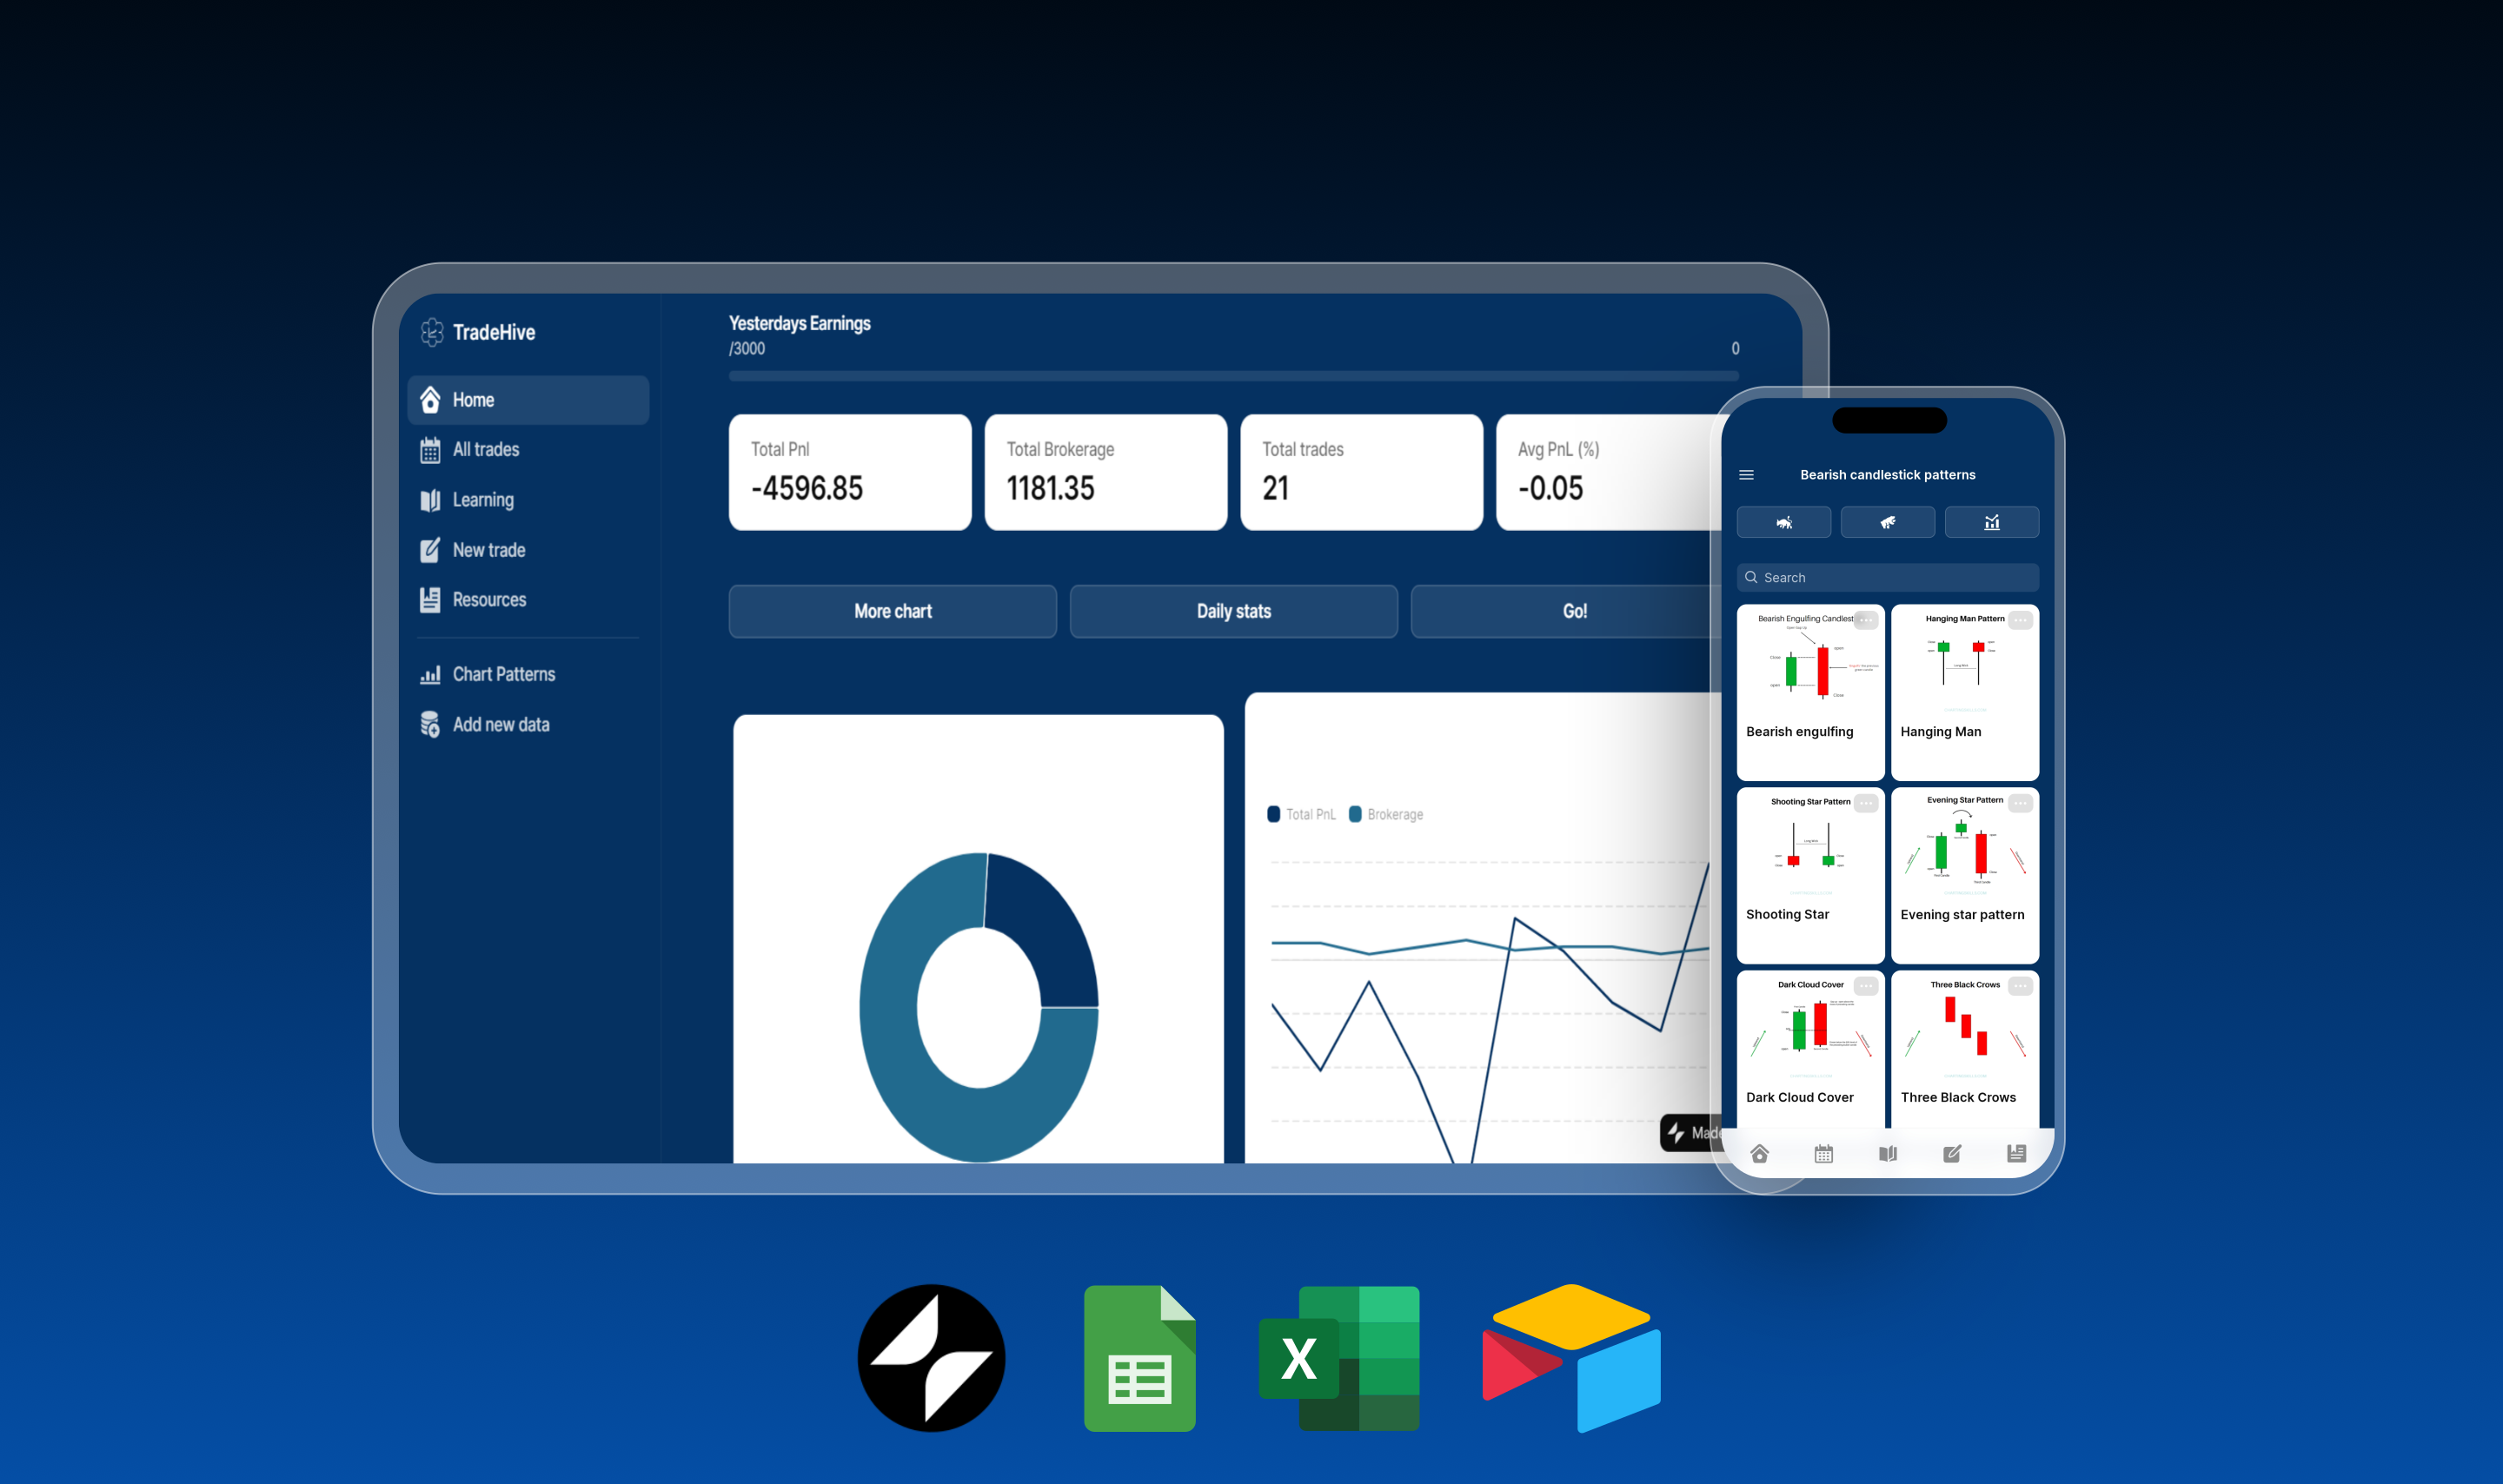 TradeHive
Home
All trades
Learning
New trade
Resources
Chart Patterns
Add new data
Yesterdays Earnings
/3000
0
Total Pnl
-4596.85
Total Brokerage
1181.35
Total trades
21
Avg PnL (%)
-0.05
More chart
Daily stats
Go!
Total PnL
Brokerage
Made
Bearish candlestick patterns
Search
Bearish Engulfing Candlest
Bearish engulfing
Hanging Man Pattern
Hanging Man
Shooting Star Pattern
Shooting Star
Evening Star Pattern
Evening star pattern
Dark Cloud Cover
Dark Cloud Cover
Three Black Crows
Three Black Crows
X